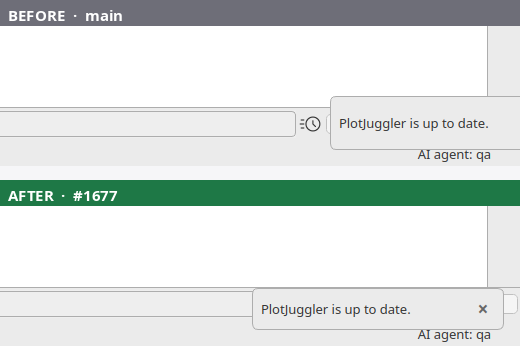 BEFORE · main
PlotJuggler is up to date.
AI agent: qa
AFTER · #1677
PlotJuggler is up to date. ×
AI agent: qa